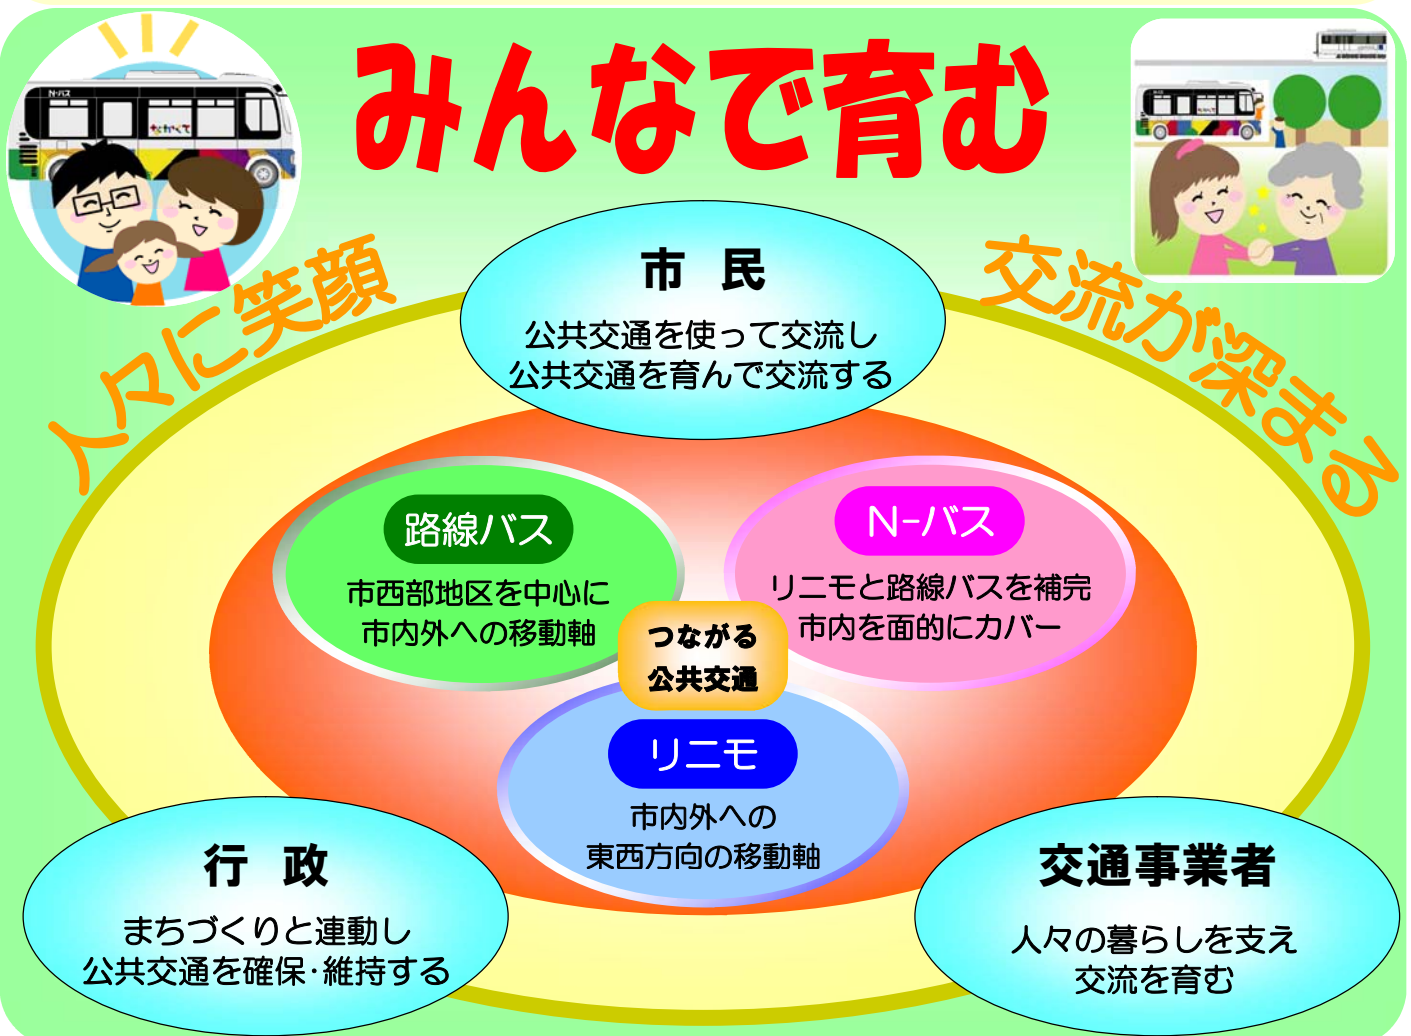 みんなで育む
N-バス
ながくて
人々に笑顔
交流が深まる
市 民
公共交通を使って交流し
公共交通を育んで交流する
路線バス
市西部地区を中心に
市内外への移動軸
N-バス
リニモと路線バスを補完
市内を面的にカバー
つながる
公共交通
リニモ
市内外への
東西方向の移動軸
行 政
まちづくりと連動し
公共交通を確保・維持する
交通事業者
人々の暮らしを支え
交流を育む